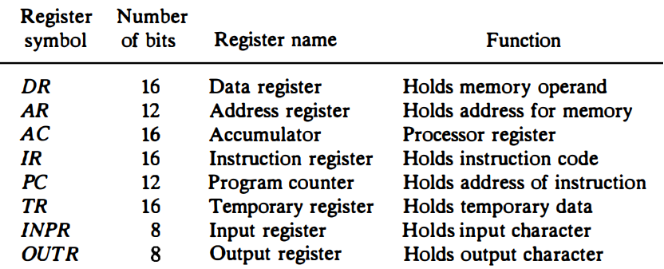 Register Number
symbol of bits Register name Function
DR 16 Data register Holds memory operand
AR 12 Address register Holds address for memory
AC 16 Accumulator Processor register
IR 16 Instruction register Holds instruction code
PC 12 Program counter Holds address of instruction
TR 16 Temporary register Holds temporary data
INPR 8 Input register Holds input character
OUTR 8 Output register Holds output character